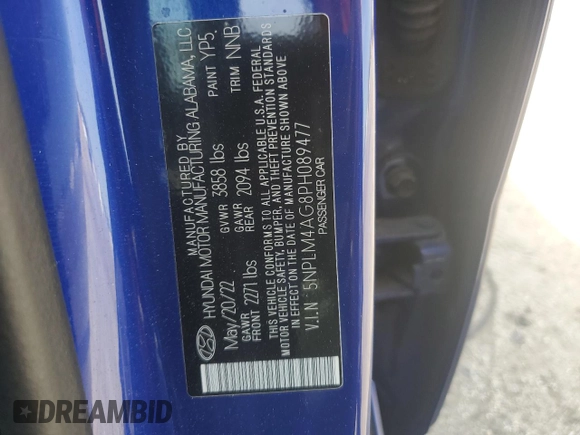 MANUFACTURED BY
HYUNDAI MOTOR MANUFACTURING ALABAMA, LLC
May/20/22 GVWR 3858 lbs PAINT YP5
GAWR FRONT 2271 lbs GAWR REAR 2094 lbs TRIM NNB
THIS VEHICLE CONFORMS TO ALL APPLICABLE U.S.A. FEDERAL
MOTOR VEHICLE SAFETY, BUMPER, AND THEFT PREVENTION STANDARDS
IN EFFECT ON THE DATE OF MANUFACTURE SHOWN ABOVE
V.I.N 5NPLM4AG8PH089477
PASSENGER CAR
DREAMBID